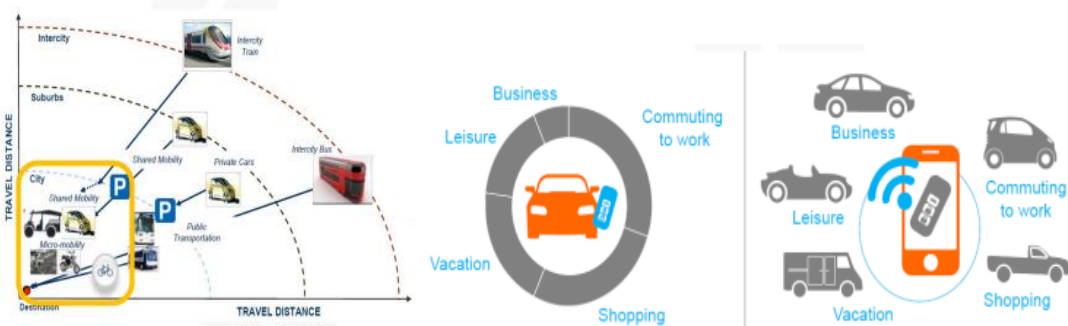 Intercity
Intercity
Train
Suburbs
Shared Mobility
Private Cars
Intercity Bus
City
P
P
Shared Mobility
Public
Transportation
Micro-mobility
Destination
TRAVEL DISTANCE
TRAVEL DISTANCE
Business
Commuting
to work
Leisure
Vacation
Shopping
Business
Commuting
to work
Leisure
Vacation
Shopping